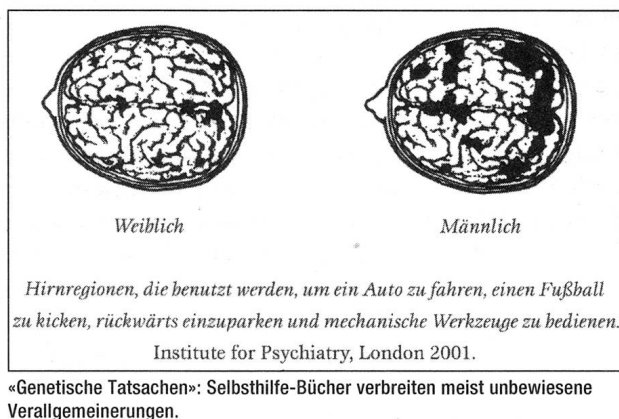 Weiblich
Männlich
Hirnregionen, die benutzt werden, um ein Auto zu fahren, einen Fußball
zu kicken, rückwärts einzuparken und mechanische Werkzeuge zu bedienen.
Institute for Psychiatry, London 2001.
«Genetische Tatsachen»: Selbsthilfe-Bücher verbreiten meist unbewiesene
Verallgemeinerungen.